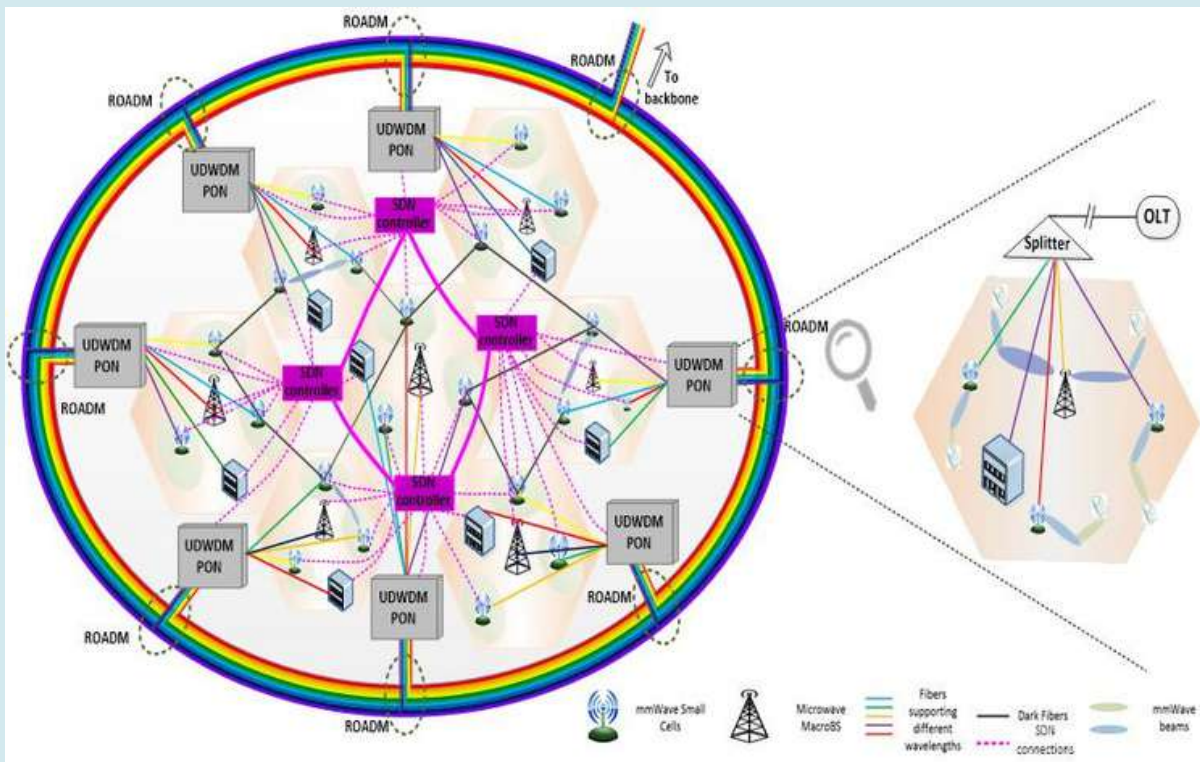 ROADM
ROADM
To
backbone
ROADM
ROADM
UDWDM
PON
UDWDM
PON
SDN
controller
OLT
Splitter
UDWDM
PON
SDN
controller
ROADM
UDWDM
PON
SDN
controller
ROADM
SDN
controller
UDWDM
PON
UDWDM
PON
UDWDM
PON
ROADM
ROADM
ROADM
mmWave Small
Cells
Microwave
MacroBS
Fibers
supporting
different
wavelengths
Dark Fibers
SDN
connections
mmWave
beams